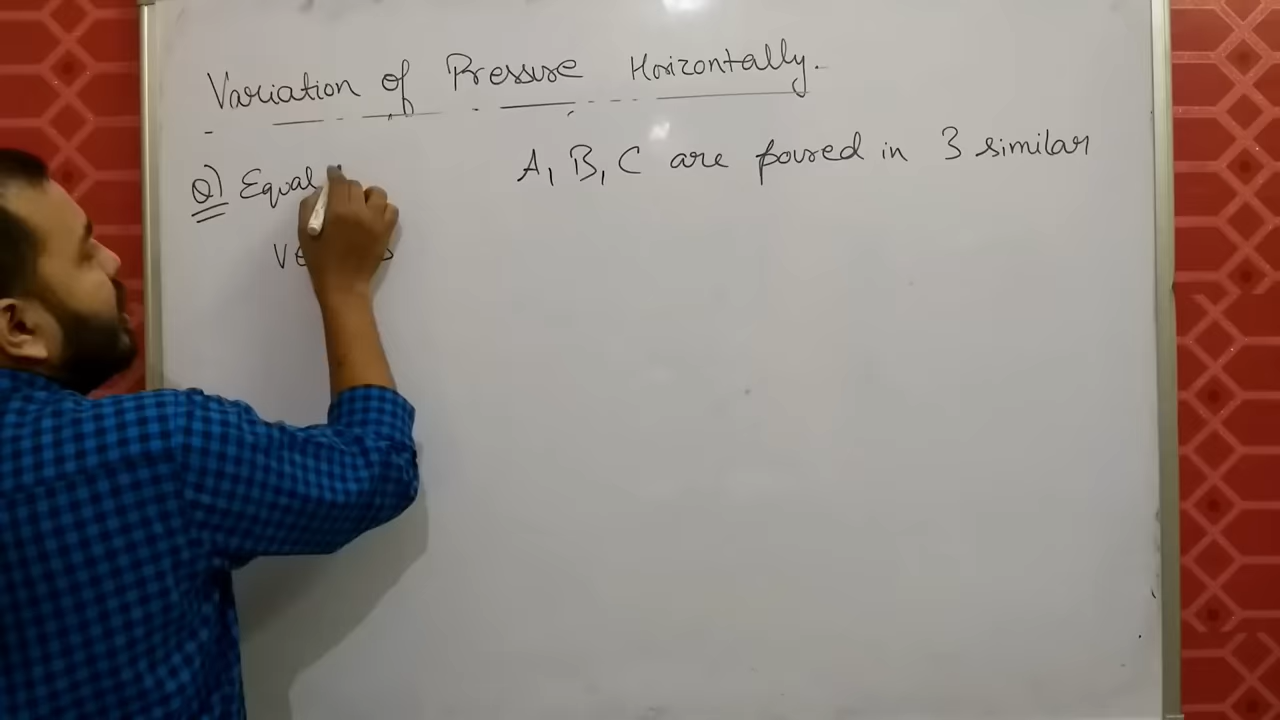 Variation of Pressure Horizontally.
Q) Equal A, B, C are poured in 3 similar